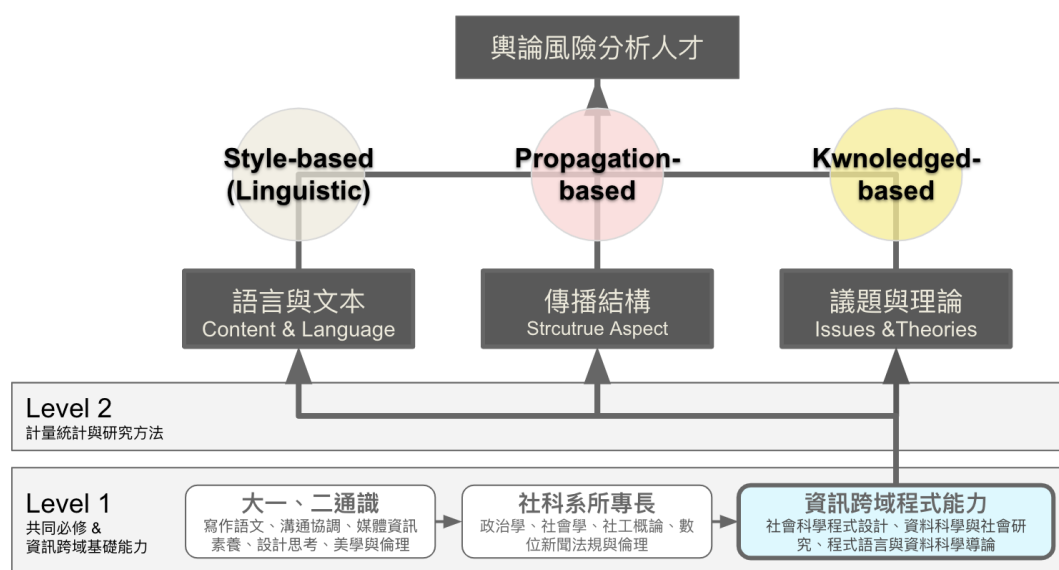 輿論風險分析人才
Style-based
(Linguistic)
Propagation-
based
Kwnoledged-
based
語言與文本
Content & Language
傳播結構
Strcutrue Aspect
議題與理論
Issues &Theories
Level 2
計量統計與研究方法
Level 1
共同必修 &
資訊跨域基礎能力
大一、二通識
寫作語文、溝通協調、媒體資訊
素養、設計思考、美學與倫理
社科系所專長
政治學、社會學、社工概論、數
位新聞法規與倫理
資訊跨域程式能力
社會科學程式設計、資料科學與社會研
究、程式語言與資料科學導論